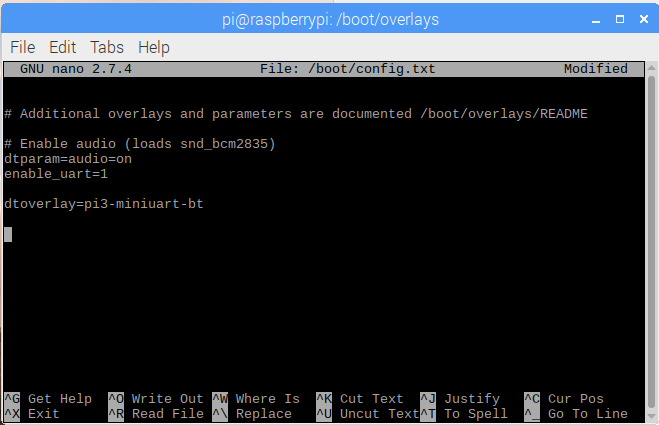 pi@raspberrypi: /boot/overlays
File Edit Tabs Help
GNU nano 2.7.4 File: /boot/config.txt Modified
# Additional overlays and parameters are documented /boot/overlays/README
# Enable audio (loads snd_bcm2835)
dtparam=audio=on
enable_uart=1
dtoverlay=pi3-miniuart-bt
^G Get Help ^O Write Out ^W Where Is ^K Cut Text ^J Justify ^C Cur Pos
^X Exit ^R Read File ^\ Replace ^U Uncut Text ^T To Spell ^_ Go To Line